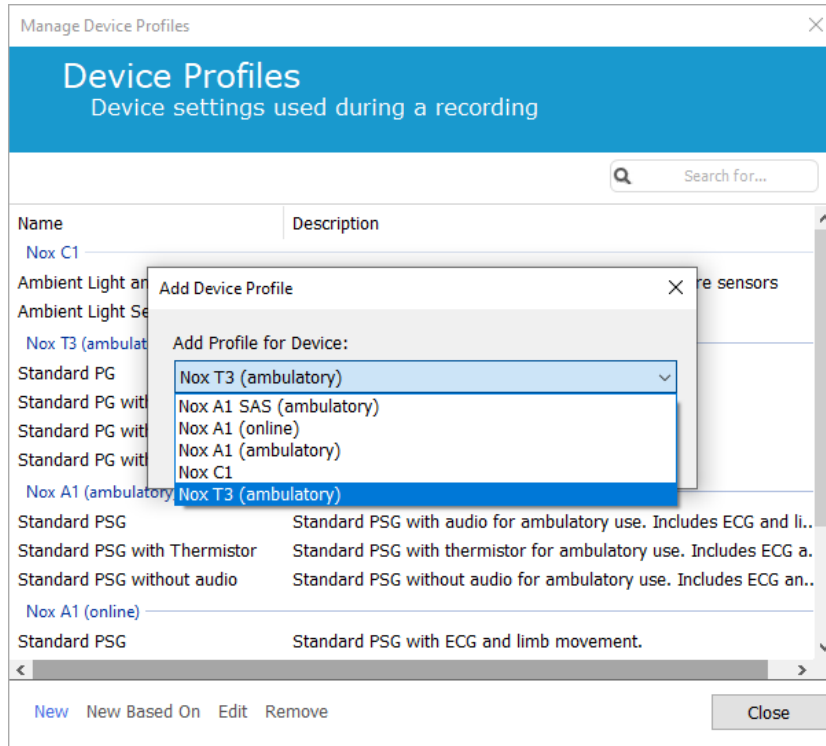 Manage Device Profiles
Device Profiles
Device settings used during a recording
Search for...
Name Description
Nox C1
Ambient Light an re sensors
Ambient Light Se
Nox T3 (ambulat
Standard PG
Standard PG with
Standard PG with
Standard PG with
Add Device Profile
Add Profile for Device:
Nox T3 (ambulatory)
Nox A1 SAS (ambulatory)
Nox A1 (online)
Nox A1 (ambulatory)
Nox C1
Nox T3 (ambulatory)
Nox A1 (ambulatory
Standard PSG Standard PSG with audio for ambulatory use. Includes ECG and li..
Standard PSG with Thermistor Standard PSG with thermistor for ambulatory use. Includes ECG a.
Standard PSG without audio Standard PSG without audio for ambulatory use. Includes ECG an..
Nox A1 (online)
Standard PSG Standard PSG with ECG and limb movement.
New New Based On Edit Remove Close